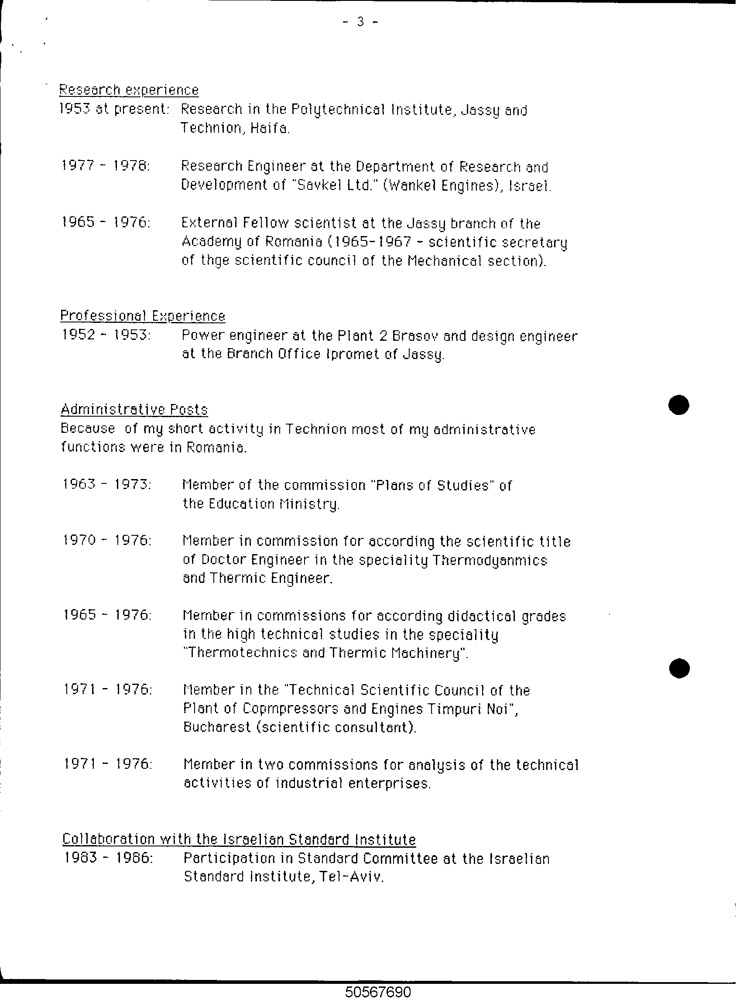 - 3 -
Research experience
1953 at present: Research in the Polytechnical Institute, Jassy and
Technion, Haifa.
1977 - 1978: Research Engineer at the Department of Research and
Development of "Savkel Ltd." (Wankel Engines), Israel.
1965 - 1976: External Fellow scientist at the Jassy branch of the
Academy of Romania (1965-1967 - scientific secretary
of thge scientific council of the Mechanical section).
Professional Experience
1952 - 1953: Power engineer at the Plant 2 Brasov and design engineer
at the Branch Office Ipromet of Jassy.
Administrative Posts
Because of my short activity in Technion most of my administrative
functions were in Romania.
1963 - 1973: Member of the commission "Plans of Studies" of
the Education Ministry.
1970 - 1976: Member in commission for according the scientific title
of Doctor Engineer in the speciality Thermodyanmics
and Thermic Engineer.
1965 - 1976: Member in commissions for according didactical grades
in the high technical studies in the speciality
"Thermotechnics and Thermic Machinery".
1971 - 1976: Member in the "Technical Scientific Council of the
Plant of Copmpressors and Engines Timpuri Noi",
Bucharest (scientific consultant).
1971 - 1976: Member in two commissions for analysis of the technical
activities of industrial enterprises.
Collaboration with the Israelian Standard Institute
1983 - 1986: Participation in Standard Committee at the Israelian
Standard Institute, Tel-Aviv.
50567690